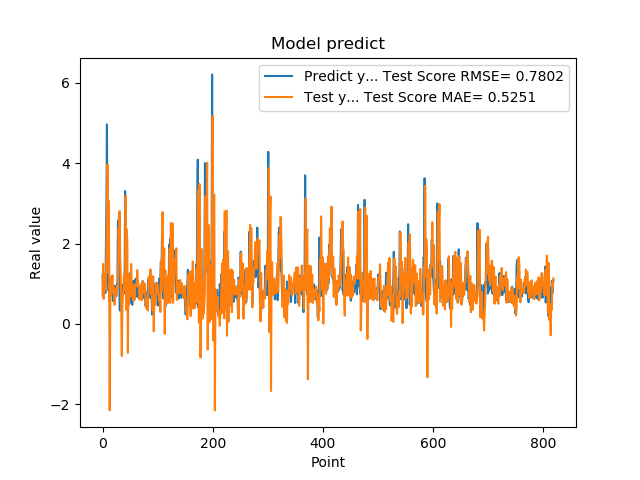 Model predict
Predict y... Test Score RMSE= 0.7802
Test y... Test Score MAE= 0.5251
6
4
2
0
−2
Real value
0 200 400 600 800
Point